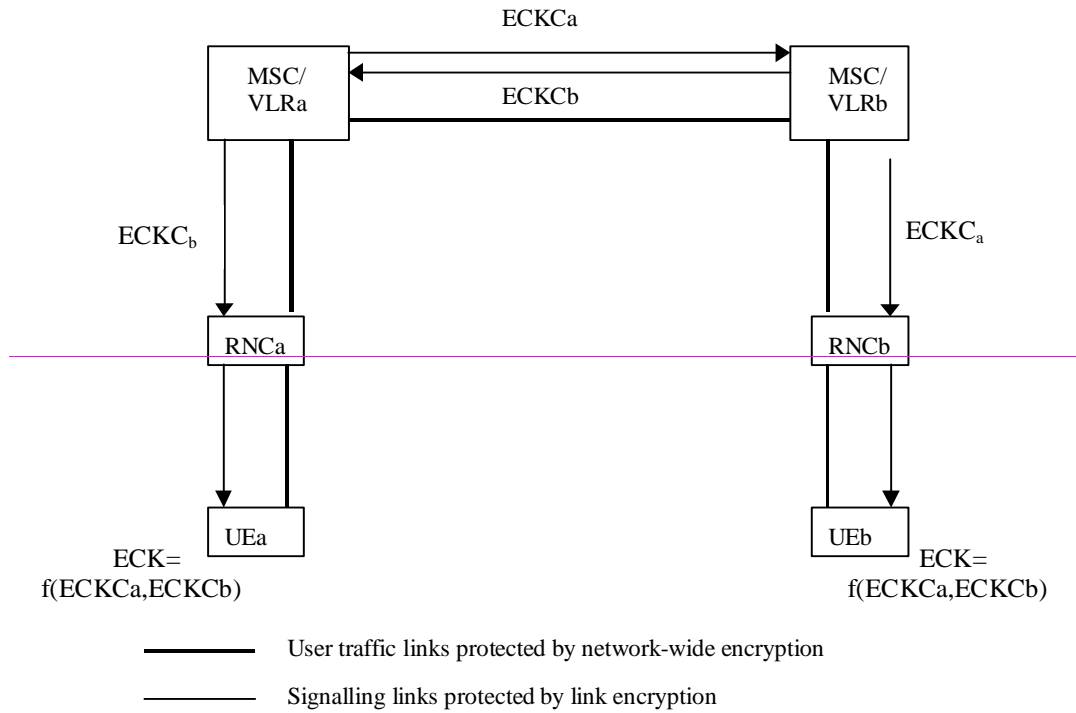 ECKCa
MSC/
VLRa
MSC/
VLRb
ECKCb
ECKCb
ECKCa
RNCa
RNCb
UEa
UEb
ECK=
f(ECKCa,ECKCb)
ECK=
f(ECKCa,ECKCb)
User traffic links protected by network-wide encryption
Signalling links protected by link encryption